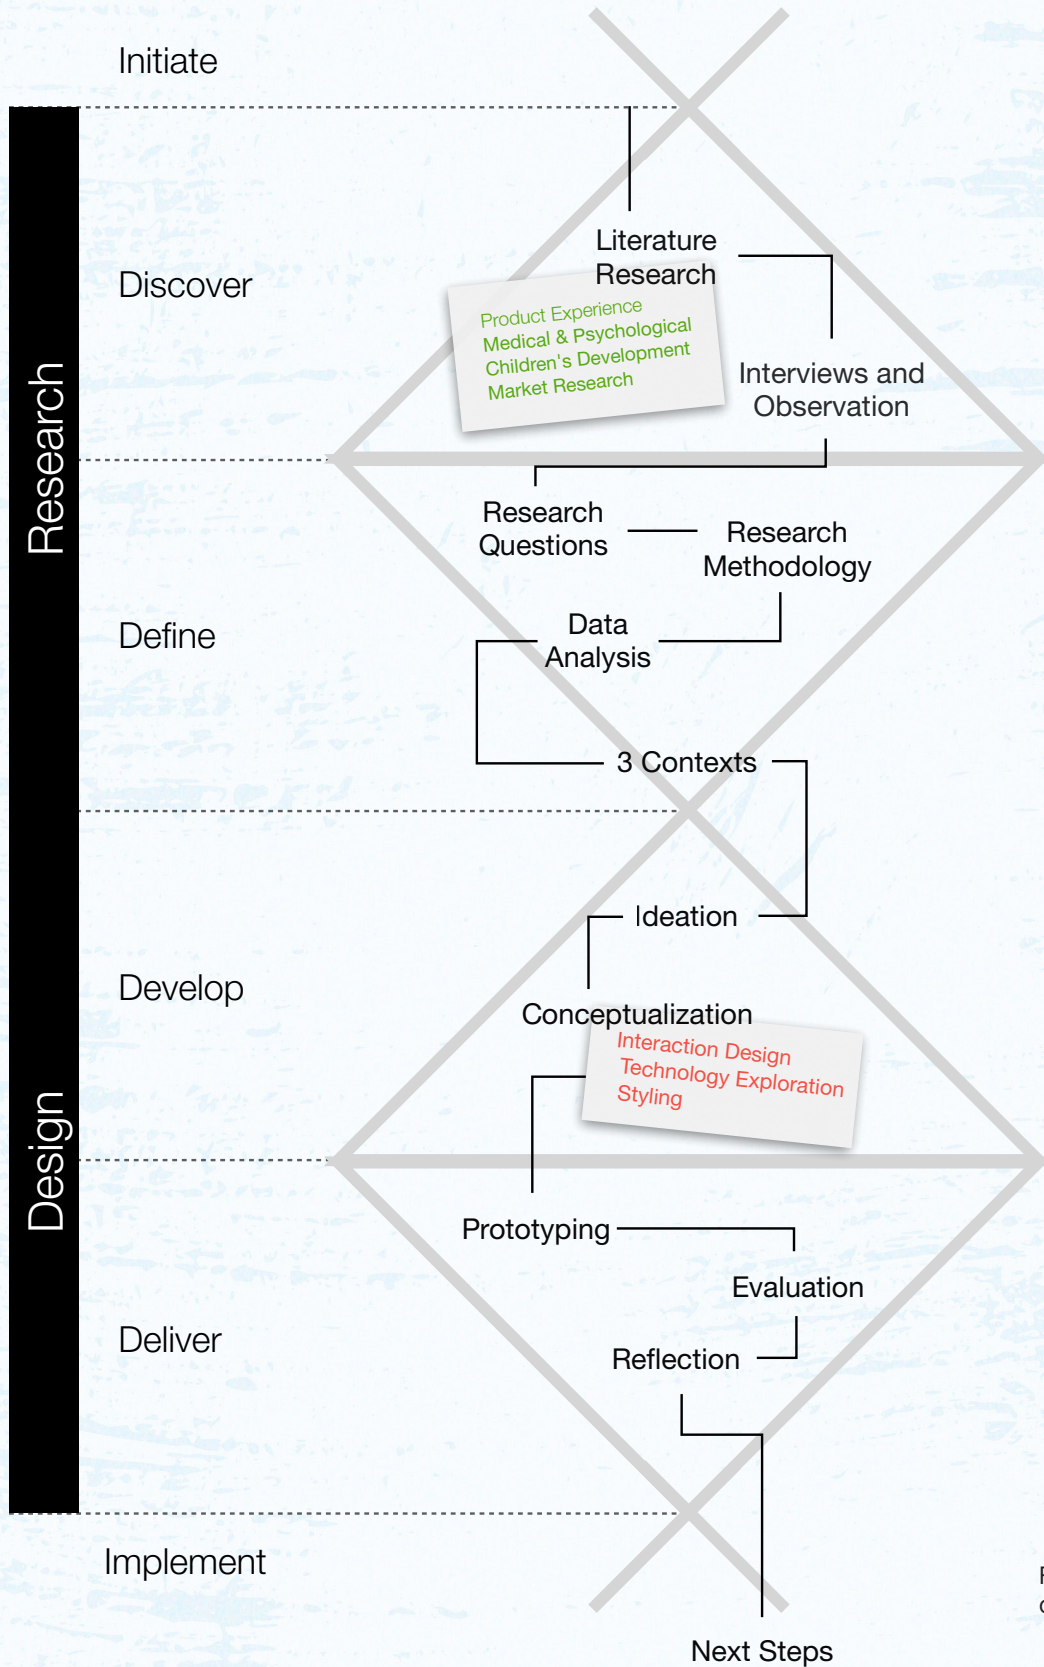 Initiate
Literature
Research
Discover
Product Experience
Medical & Psychological
Children's Development
Market Research
Interviews and
Observation
Research
Research
Questions
Research
Methodology
Define
Data
Analysis
3 Contexts
Ideation
Develop
Conceptualization
Interaction Design
Technology Exploration
Styling
Design
Prototyping
Evaluation
Deliver
Reflection
Implement
Next Steps